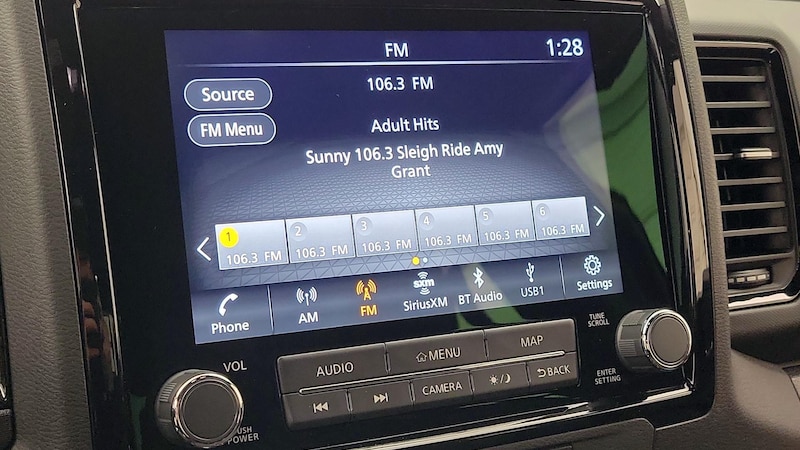 FM
1:28
Source
106.3 FM
FM Menu
Adult Hits
Sunny 106.3 Sleigh Ride Amy
Grant
1
2
3
4
5
6
106.3 FM
106.3 FM
106.3 FM
106.3 FM
106.3 FM
106.3 FM
Phone
AM
FM
sxm
SiriusXM
BT Audio
USB1
Settings
VOL
AUDIO
MENU
MAP
TUNE
SCROLL
CAMERA
BACK
ENTER
SETTING
PUSH
POWER